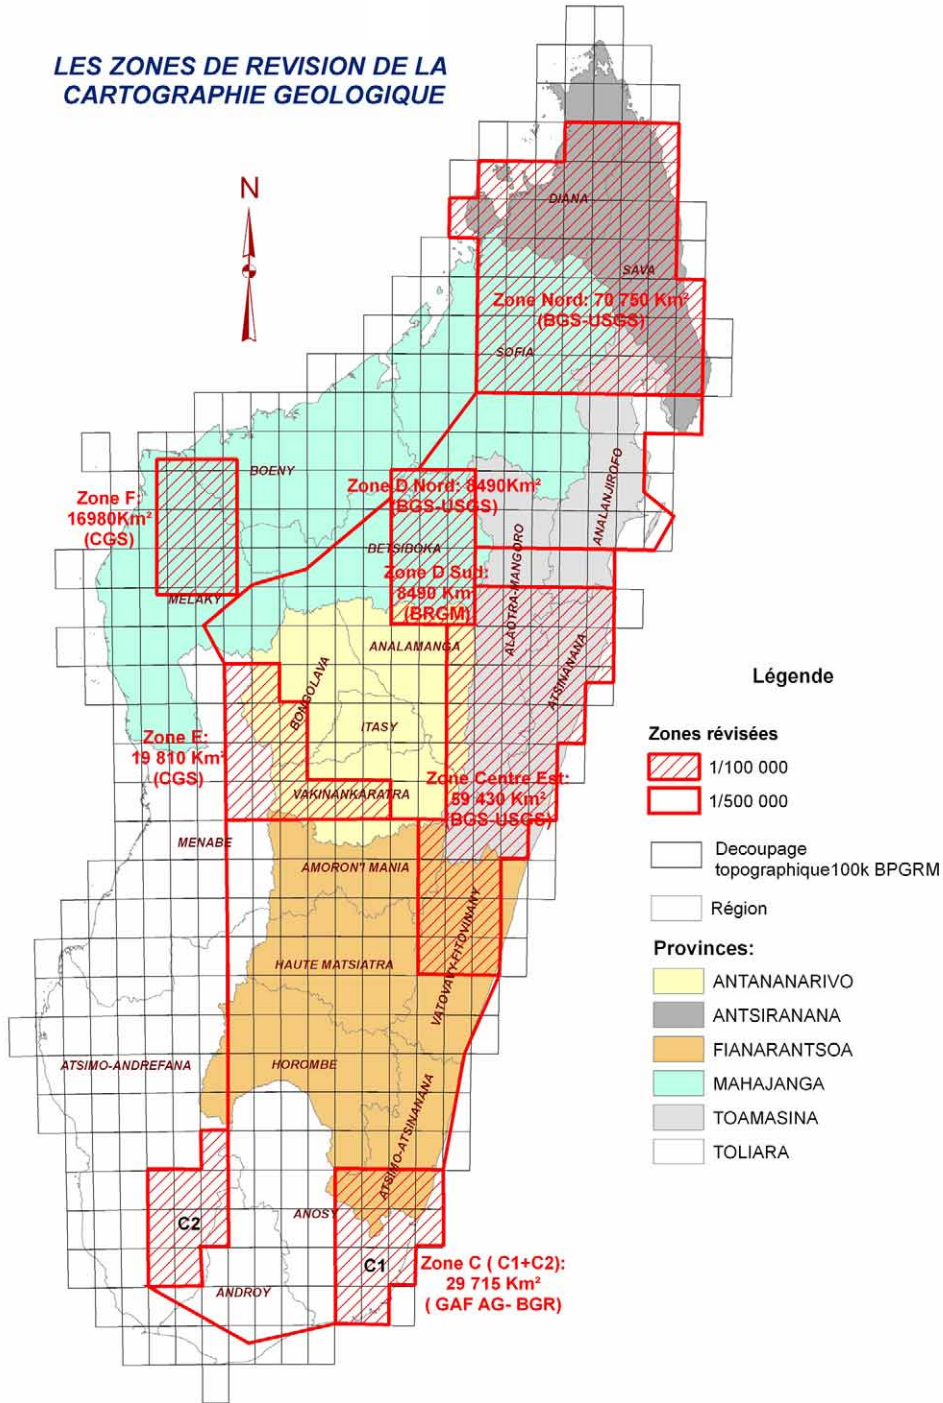 LES ZONES DE REVISION DE LA
CARTOGRAPHIE GEOLOGIQUE
N
DIANA
SAVA
Zone Nord: 70 750 Km²
(BGS-USGS)
SOFIA
BOENY
Zone F:
16980Km²
(CGS)
Zone D Nord: 8490Km²
(BGS-USGS)
ANALANJIROFO
BETSIBOKA
ALAOTRA-MANGORO
Zone D Sud:
8490 Km²
(BRGM)
MELAKY
ANALAMANGA
ATSINANANA
BONGOLAVA
ITASY
Zone E:
19 810 Km²
(CGS)
Zone Centre Est:
59 430 Km²
(BGS-USGS)
VAKINANKARATRA
MENABE
AMORON'I MANIA
VATOVAVY-FITOVINANY
HAUTE MATSIATRA
ATSIMO-ANDREFANA
HOROMBE
ATSIMO-ATSINANANA
ANOSY
C2
C1
ANDROY
Zone C ( C1+C2):
29 715 Km²
( GAF AG- BGR)
Légende
Zones révisées
1/100 000
1/500 000
Decoupage
topographique100k BPGRM
Région
Provinces:
ANTANANARIVO
ANTSIRANANA
FIANARANTSOA
MAHAJANGA
TOAMASINA
TOLIARA